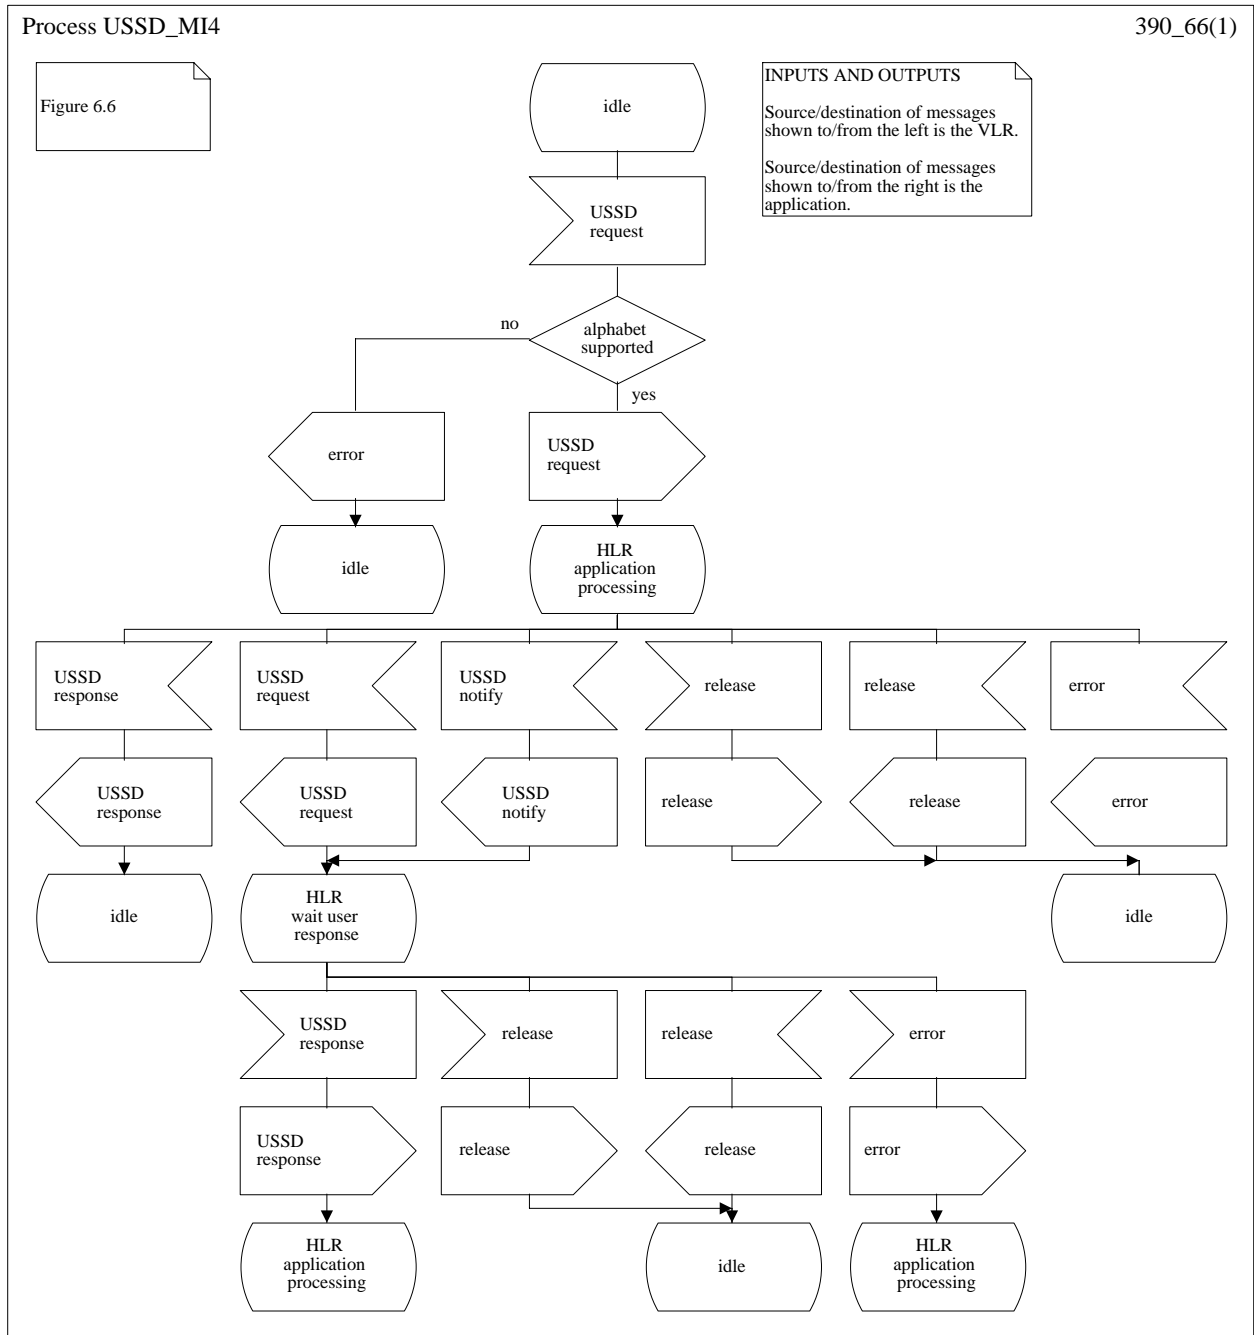 Process USSD_MI4
390_66(1)
Figure 6.6
idle
INPUTS AND OUTPUTS
Source/destination of messages
shown to/from the left is the VLR.
Source/destination of messages
shown to/from the right is the
application.
USSD
request
alphabet
supported
no
yes
error
USSD
request
idle
HLR
application
processing
USSD
response
USSD
request
USSD
notify
release
release
error
USSD
response
USSD
request
USSD
notify
release
release
error
idle
HLR
wait user
response
idle
USSD
response
release
release
error
USSD
response
release
release
error
HLR
application
processing
idle
HLR
application
processing